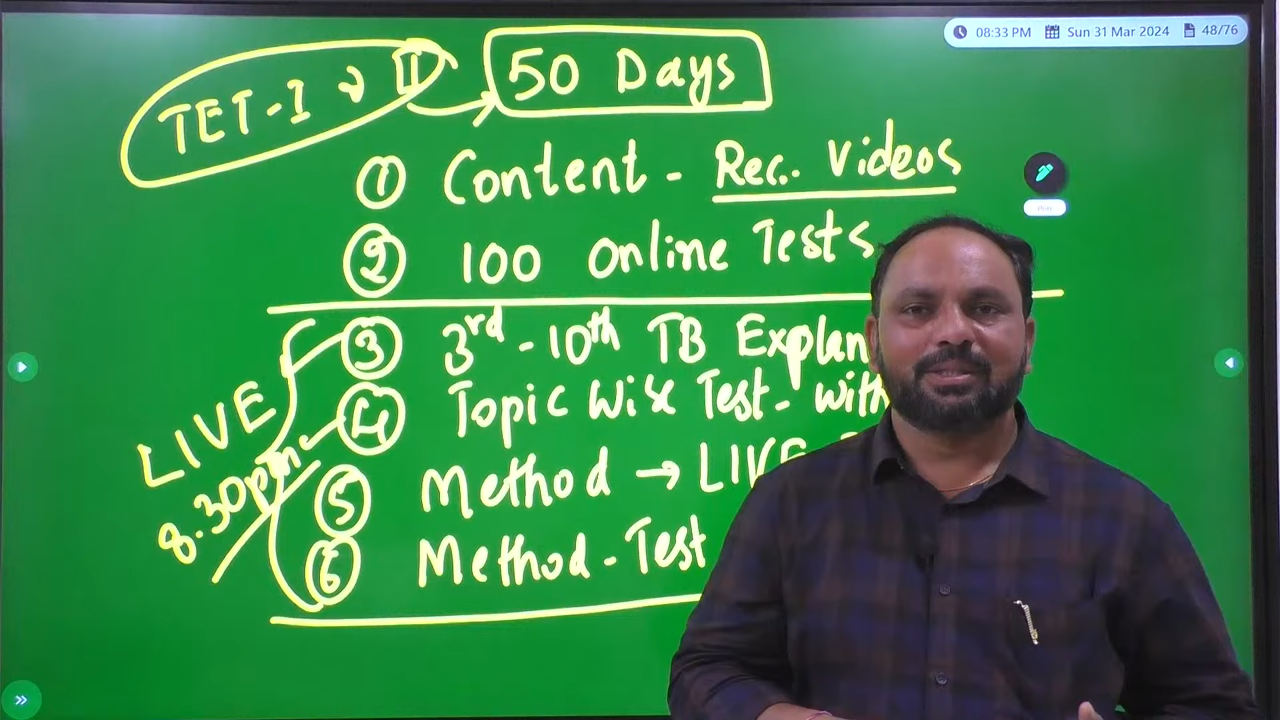 08:33 PM Sun 31 Mar 2024 48/76
TET-I & II → 50 Days
① Content - Rec. Videos
② 100 Online Tests
③ 3rd - 10th TB Explan
④ Topic Wise Test - With
⑤ Method → LIVE
⑥ Method - Test
LIVE
8.30pm